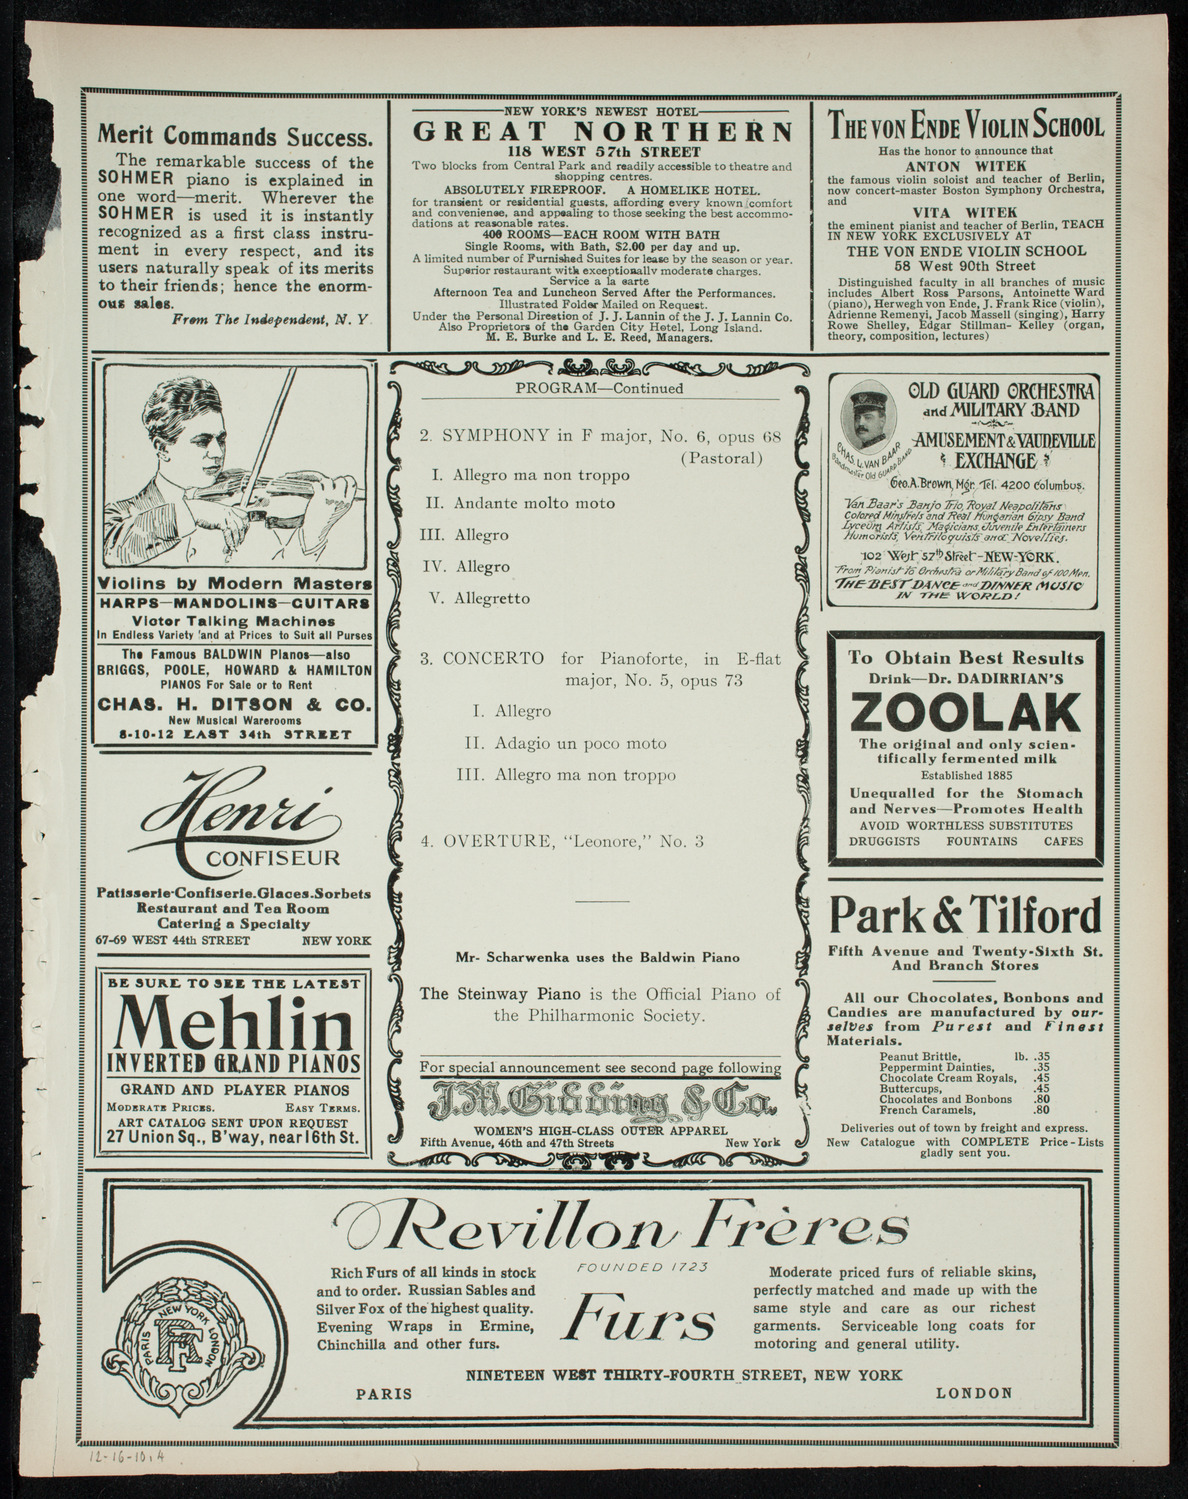 Merit Commands Success.
The remarkable success of the
SOHMER piano is explained in
one word—merit. Wherever the
SOHMER is used it is instantly
recognized as a first class instru-
ment in every respect, and its
users naturally speak of its merits
to their friends; hence the enorm-
ous sales.
From The Independent, N. Y.
NEW YORK'S NEWEST HOTEL
GREAT NORTHERN
118 WEST 57th STREET
Two blocks from Central Park and readily accessible to theatre and
shopping centres.
ABSOLUTELY FIREPROOF. A HOMELIKE HOTEL.
for transient or residential guests, affording every known comfort
and convenience, and appealing to those seeking the best accommo-
dations at reasonable rates.
400 ROOMS—EACH ROOM WITH BATH
Single Rooms, with Bath, $2.00 per day and up.
A limited number of Furnished Suites for lease by the season or year.
Superior restaurant with exceptionally moderate charges.
Service a la carte
Afternoon Tea and Luncheon Served After the Performances.
Illustrated Folder Mailed on Request.
Under the Personal Direction of J. J. Lannin of the J. J. Lannin Co.
Also Proprietors of the Garden City Hotel, Long Island.
M. E. Burke and L. E. Reed, Managers.
THE VON ENDE VIOLIN SCHOOL
Has the honor to announce that
ANTON WITEK
the famous violin soloist and teacher of Berlin,
now concert-master Boston Symphony Orchestra,
and
VITA WITEK
the eminent pianist and teacher of Berlin, TEACH
IN NEW YORK EXCLUSIVELY AT
THE VON ENDE VIOLIN SCHOOL
58 West 90th Street
Distinguished faculty in all branches of music
includes Albert Ross Parsons, Antoinette Ward
(piano), Herwegh von Ende, J. Frank Rice (violin),
Adrienne Remenyi, Jacob Massell (singing), Harry
Rowe Shelley, Edgar Stillman- Kelley (organ,
theory, composition, lectures)
Violins by Modern Masters
HARPS—MANDOLINS—GUITARS
Victor Talking Machines
In Endless Variety and at Prices to Suit all Purses
The Famous BALDWIN Pianos—also
BRIGGS, POOLE, HOWARD & HAMILTON
PIANOS For Sale or to Rent
CHAS. H. DITSON & CO.
New Musical Warerooms
8-10-12 EAST 34th STREET
Henri
CONFISEUR
Patisserie-Confiserie.Glaces.Sorbets
Restaurant and Tea Room
Catering a Specialty
67-69 WEST 44th STREET NEW YORK
BE SURE TO SEE THE LATEST
Mehlin
INVERTED GRAND PIANOS
GRAND AND PLAYER PIANOS
MODERATE PRICES. EASY TERMS.
ART CATALOG SENT UPON REQUEST
27 Union Sq., B'way, near 16th St.
PROGRAM—Continued
2. SYMPHONY in F major, No. 6, opus 68
(Pastoral)
I. Allegro ma non troppo
II. Andante molto moto
III. Allegro
IV. Allegro
V. Allegretto
3. CONCERTO for Pianoforte, in E-flat
major, No. 5, opus 73
I. Allegro
II. Adagio un poco moto
III. Allegro ma non troppo
4. OVERTURE, "Leonore," No. 3
Mr- Scharwenka uses the Baldwin Piano
The Steinway Piano is the Official Piano of
the Philharmonic Society.
For special announcement see second page following
J.M. Gidding & Co.
WOMEN'S HIGH-CLASS OUTER APPAREL
Fifth Avenue, 46th and 47th Streets New York
OLD GUARD ORCHESTRA
and MILITARY BAND
AMUSEMENT & VAUDEVILLE
EXCHANGE
CHAS. L. VAN BAAR
Bandmaster Old Guard Band
Geo. A. Brown, Mgr. Tel. 4200 Columbus.
Van Baar's Banjo Trio, Royal Neapolitans
Colored Minstrels and Real Hungarian Gipsy Band
Lyceum Artists, Magicians, Juvenile Entertainers
Humorists, Ventriloquists and Novelties.
102 West 57th Street - NEW-YORK.
From Pianist to Orchestra or Military Band of 100 Men.
THE BEST DANCE and DINNER MUSIC
IN THE WORLD!
To Obtain Best Results
Drink—Dr. DADIRRIAN'S
ZOOLAK
The original and only scien-
tifically fermented milk
Established 1885
Unequalled for the Stomach
and Nerves—Promotes Health
AVOID WORTHLESS SUBSTITUTES
DRUGGISTS FOUNTAINS CAFES
Park & Tilford
Fifth Avenue and Twenty-Sixth St.
And Branch Stores
All our Chocolates, Bonbons and
Candies are manufactured by our-
selves from Purest and Finest
Materials.
Peanut Brittle, lb. .35
Peppermint Dainties, .35
Chocolate Cream Royals, .45
Buttercups, .45
Chocolates and Bonbons .80
French Caramels, .80
Deliveries out of town by freight and express.
New Catalogue with COMPLETE Price-Lists
gladly sent you.
Revillon Frères
FOUNDED 1723
Furs
Rich Furs of all kinds in stock
and to order. Russian Sables and
Silver Fox of the highest quality.
Evening Wraps in Ermine,
Chinchilla and other furs.
Moderate priced furs of reliable skins,
perfectly matched and made up with the
same style and care as our richest
garments. Serviceable long coats for
motoring and general utility.
PARIS NEW YORK LONDON
RF
NINETEEN WEST THIRTY-FOURTH STREET, NEW YORK
PARIS LONDON
12-16-10.A